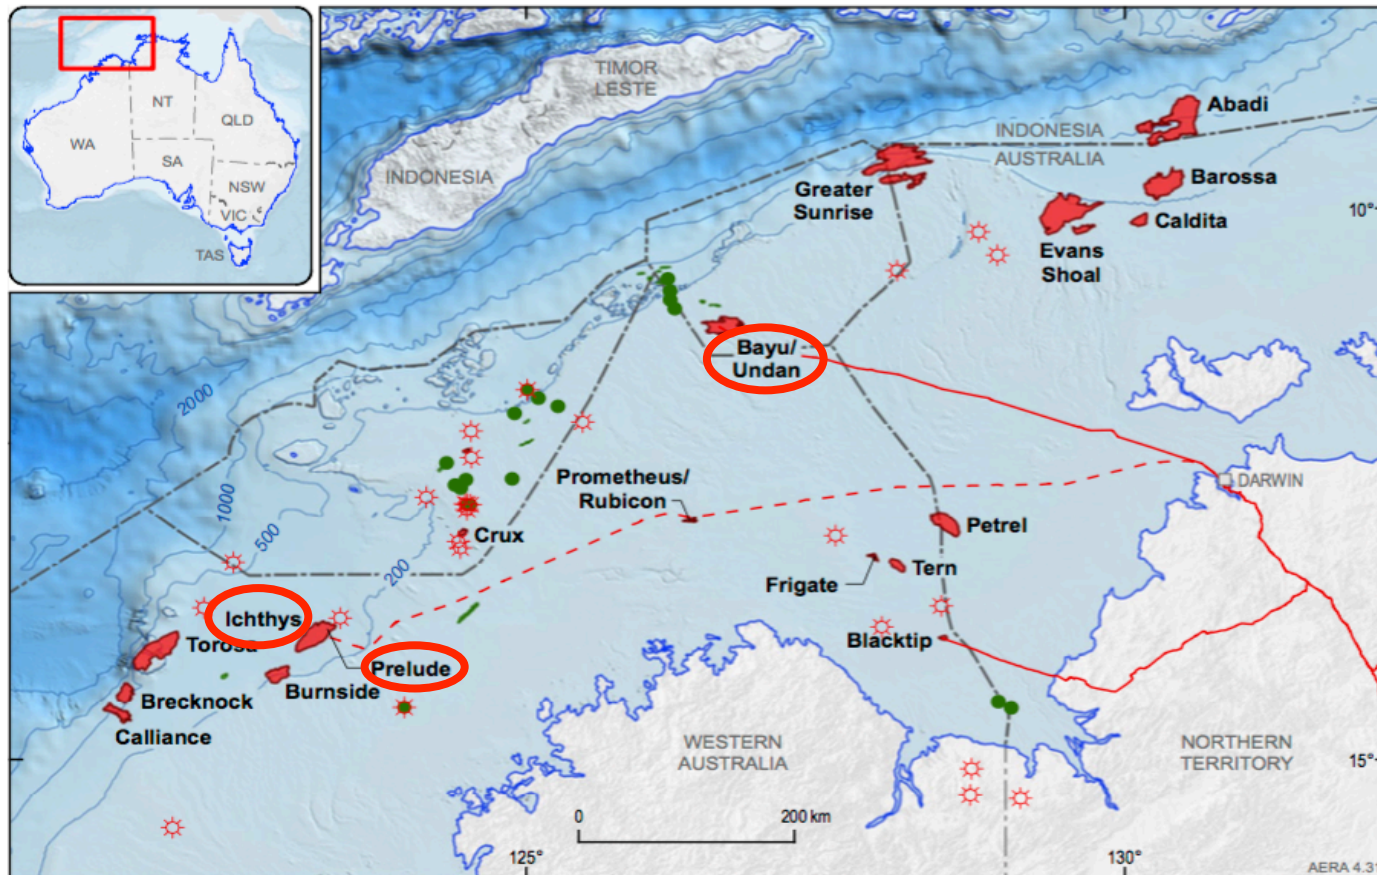 NT
QLD
WA
SA
NSW
VIC
TAS
TIMOR
LESTE
INDONESIA
INDONESIA
AUSTRALIA
Abadi
Greater
Sunrise
Barossa
Caldita
10°
Evans
Shoal
Bayu/
Undan
2000
1000
500
200
Prometheus/
Rubicon
DARWIN
Crux
Petrel
Frigate
Tern
Ichthys
Torosa
Prelude
Blacktip
Burnside
Brecknock
Calliance
WESTERN
AUSTRALIA
NORTHERN
TERRITORY
15°
0
200 km
125°
130°
AERA 4.31